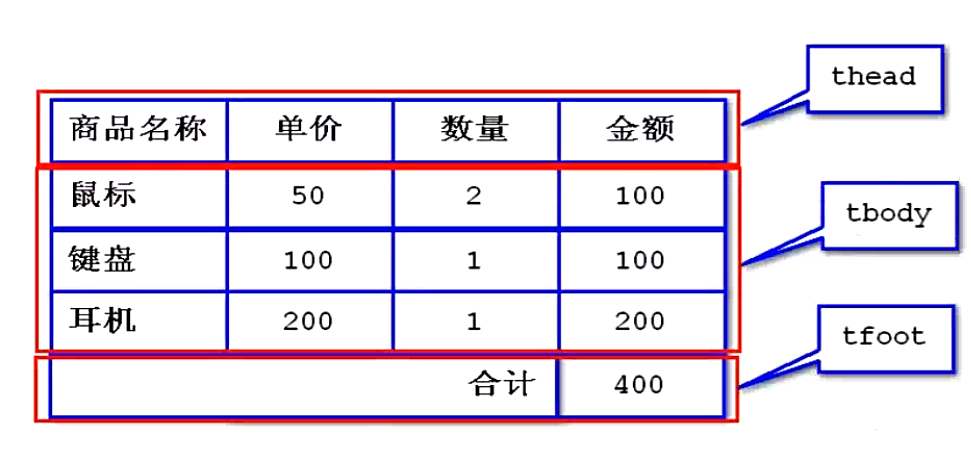 thead
商品名称 单价 数量 金额
鼠标 50 2 100
tbody
键盘 100 1 100
耳机 200 1 200
tfoot
合计 400